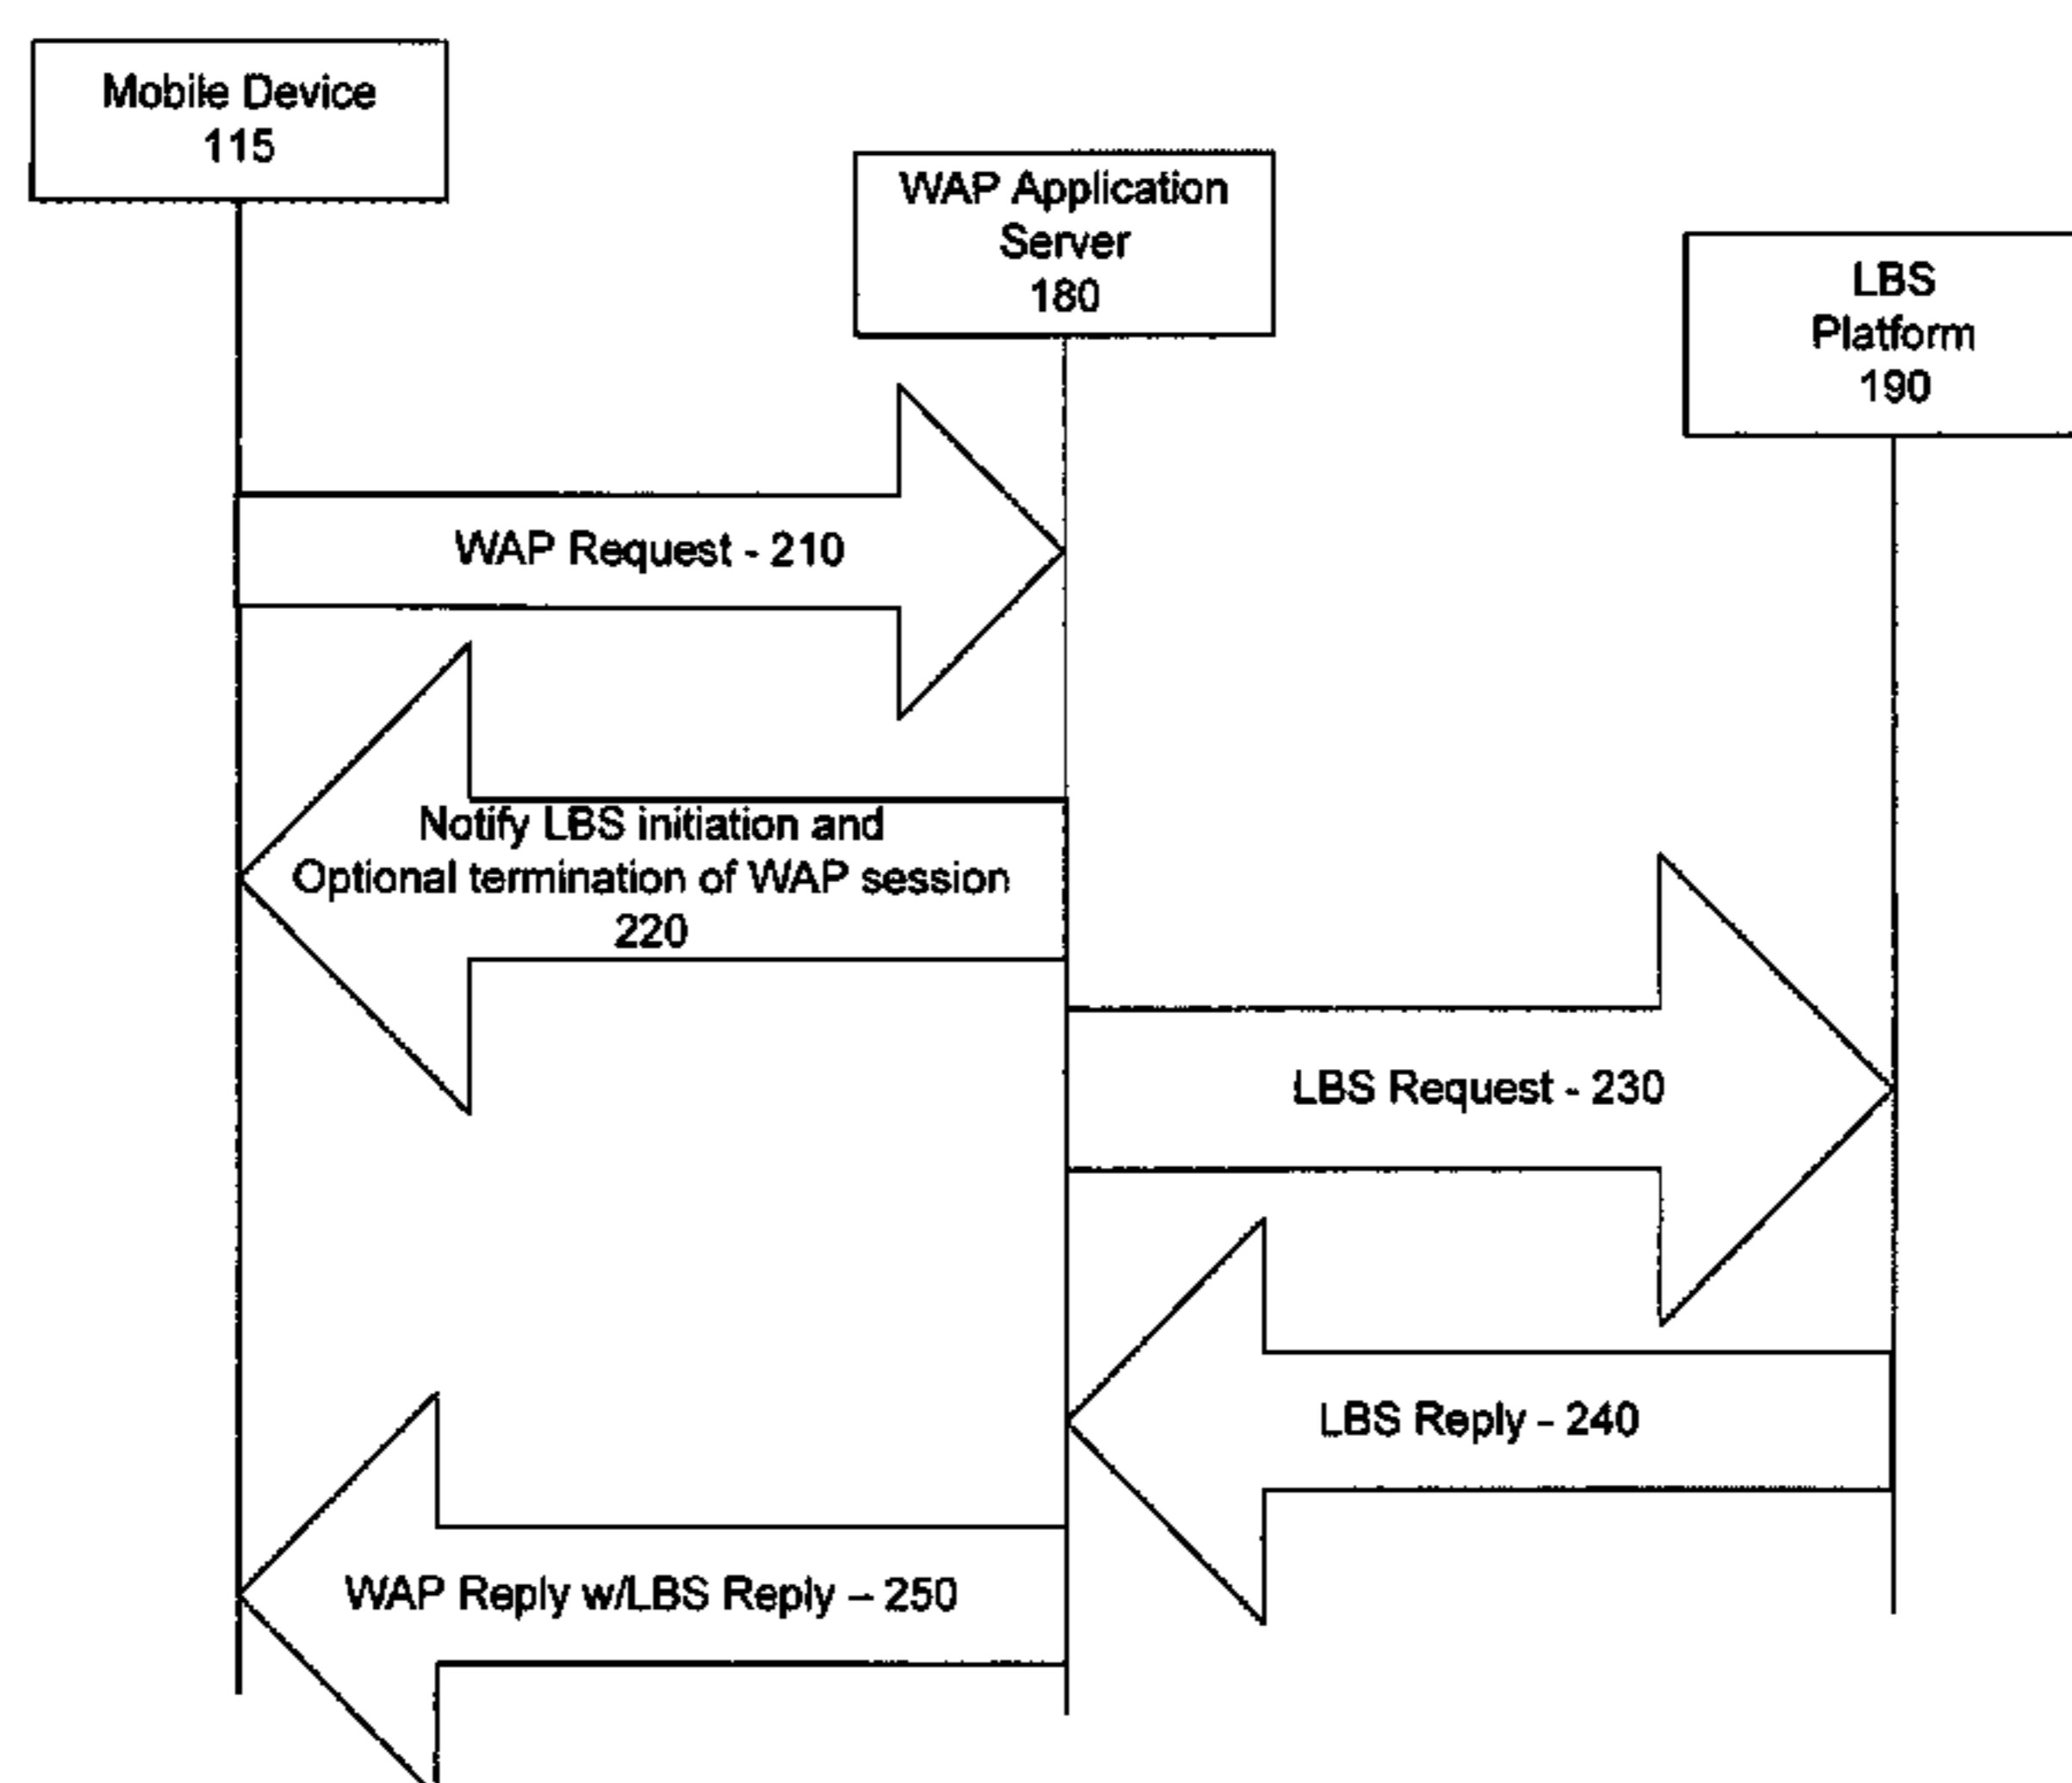 Mobile Device
115
WAP Application
Server
180
LBS
Platform
190
WAP Request - 210
Notify LBS initiation and
Optional termination of WAP session
220
LBS Request - 230
LBS Reply - 240
WAP Reply w/LBS Reply – 250